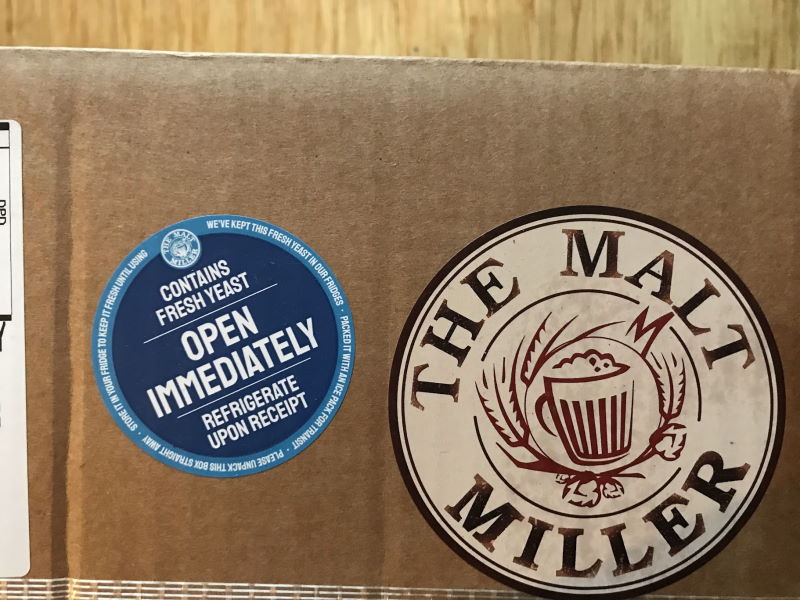 THE MALT
MILLER
WE'VE KEPT THIS FRESH YEAST IN OUR FRIDGES · PACKED IT WITH AN ICE PACK FOR TRANSIT · PLEASE UNPACK THIS BOX STRAIGHT AWAY · STORE IT IN YOUR FRIDGE TO KEEP IT FRESH UNTIL USING
CONTAINS
FRESH YEAST
OPEN
IMMEDIATELY
REFRIGERATE
UPON RECEIPT
THE MALT
MILLER
M